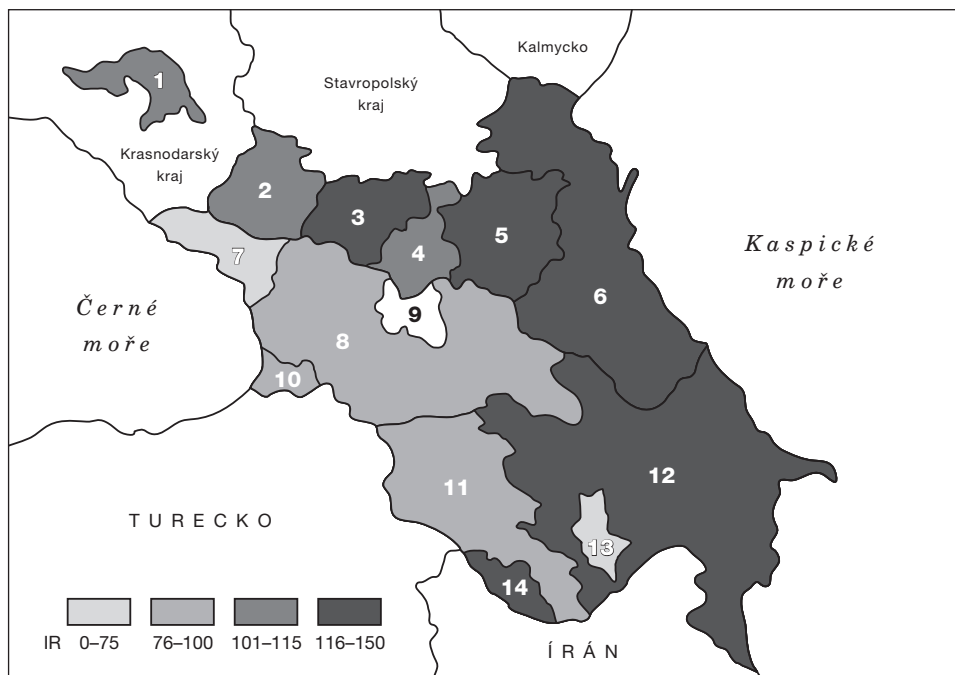 Kalmycko
Stavropolský
kraj
1
Krasnodarský
kraj
2
3
4
5
6
7
8
9
10
11
12
13
14
Kaspické
moře
Černé
moře
TURECKO
ÍRÁN
IR 0–75 76–100 101–115 116–150